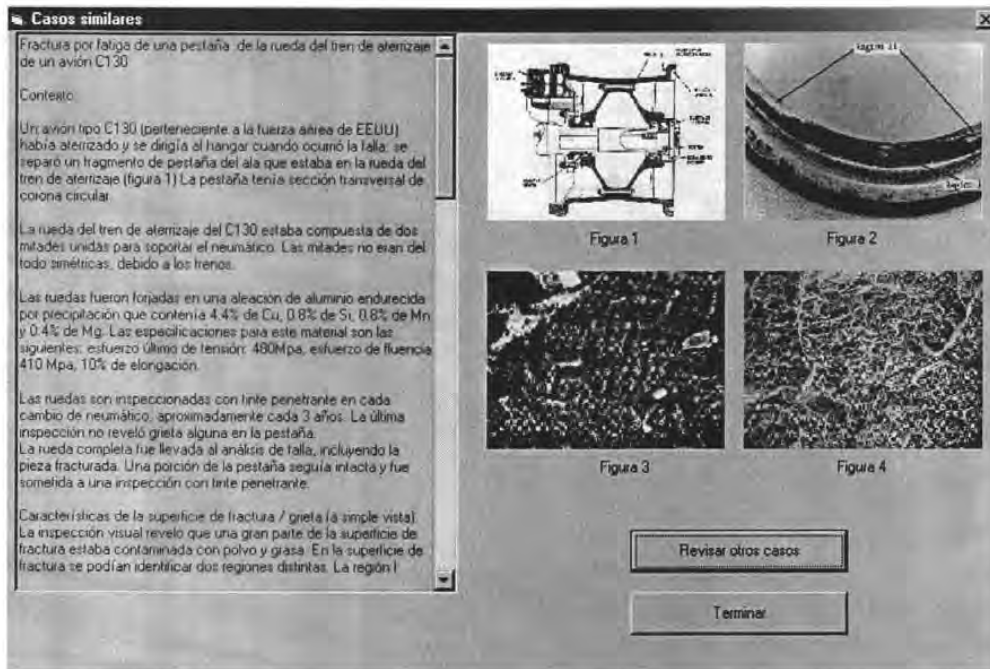 Casos similares
Fractura por fatiga de una pestaña de la rueda del tren de aterrizaje
de un avión C130
Contexto:
Un avión tipo C130 (perteneciente a la fuerza aérea de EEUU)
había aterrizado y se dirigía al hangar cuando ocurrió la falla: se
separó un fragmento de pestaña del ala que estaba en la rueda del
tren de aterrizaje (figura 1) La pestaña tenía sección transversal de
corona circular.
La rueda del tren de aterrizaje del C130 estaba compuesta de dos
mitades unidas para soportar el neumático. Las mitades no eran del
todo simétricas, debido a los frenos.
Las ruedas fueron forjadas en una aleación de aluminio endurecida
por precipitación que contenía 4.4% de Cu, 0.8% de Si, 0.8% de Mn
y 0.4% de Mg. Las especificaciones para este material son las
siguientes: esfuerzo último de tensión: 480Mpa, esfuerzo de fluencia
410 Mpa, 10% de elongación.
Las ruedas son inspeccionadas con tinte penetrante en cada
cambio de neumático, aproximadamente cada 3 años. La última
inspección no reveló grieta alguna en la pestaña.
La rueda completa fue llevada al análisis de falla, incluyendo la
pieza fracturada. Una porción de la pestaña seguía intacta y fue
sometida a una inspección con tinte penetrante.
Características de la superficie de fractura / grieta (a simple vista)
La inspección visual reveló que una gran parte de la superficie de
fractura estaba contaminada con polvo y grasa. En la superficie de
fractura se podían identificar dos regiones distintas. La región I
Figura 1
Figura 2
Figura 3
Figura 4
Revisar otros casos
Terminar